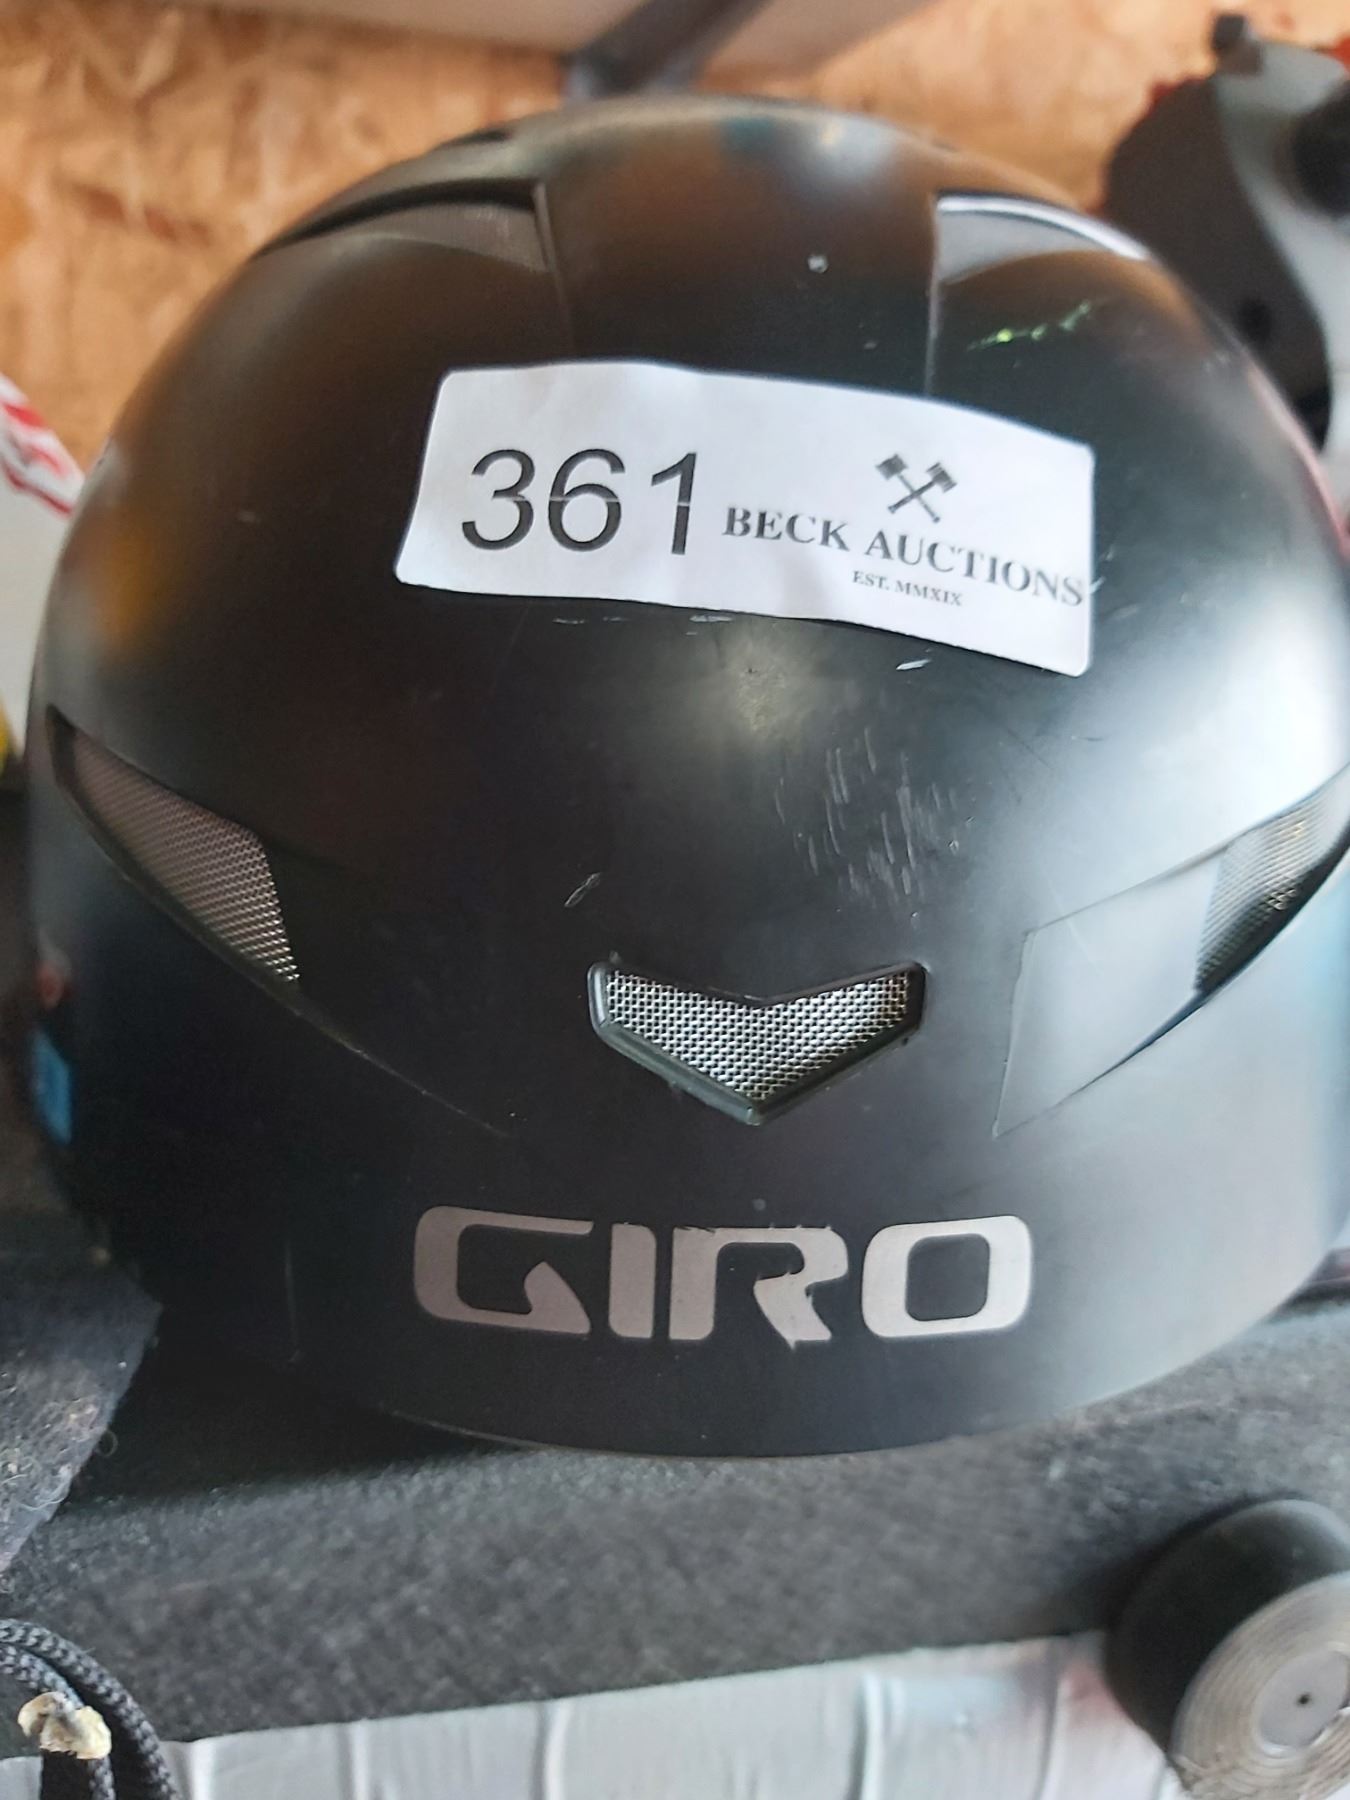 361
BECK AUCTIONS
EST. MMXIX
GIRO